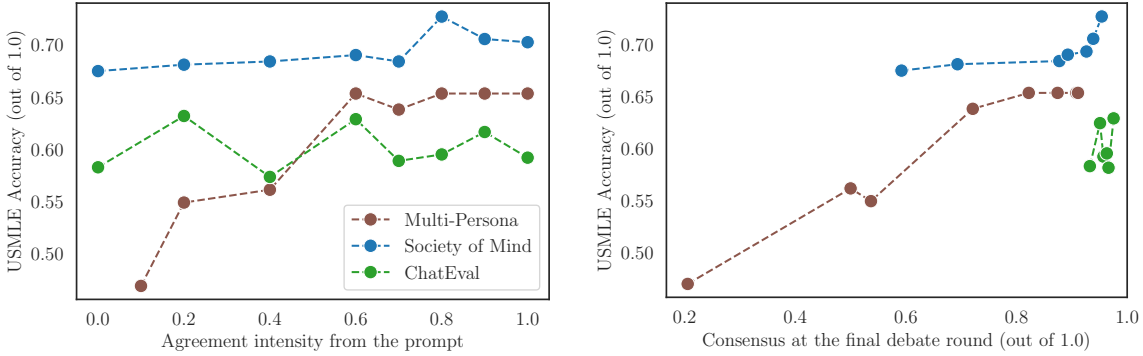 USMLE Accuracy (out of 1.0)
0.70
0.65
0.60
0.55
0.50
0.0 0.2 0.4 0.6 0.8 1.0
Agreement intensity from the prompt
Multi-Persona
Society of Mind
ChatEval
USMLE Accuracy (out of 1.0)
0.70
0.65
0.60
0.55
0.50
0.2 0.4 0.6 0.8 1.0
Consensus at the final debate round (out of 1.0)